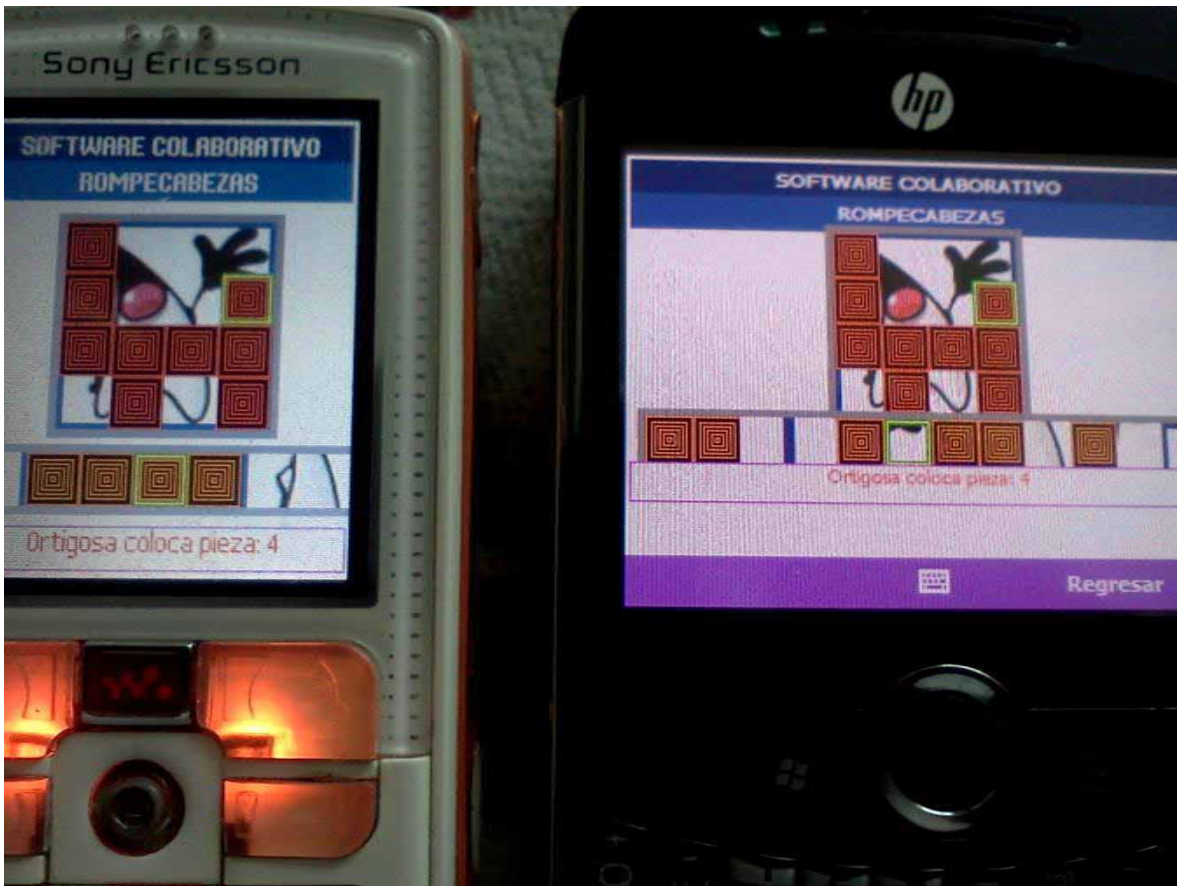 Sony Ericsson
SOFTWARE COLABORATIVO
ROMPECABEZAS
Ortigosa coloca pieza: 4
hp
SOFTWARE COLABORATIVO
ROMPECABEZAS
Ortigosa coloca pieza: 4
Regresar